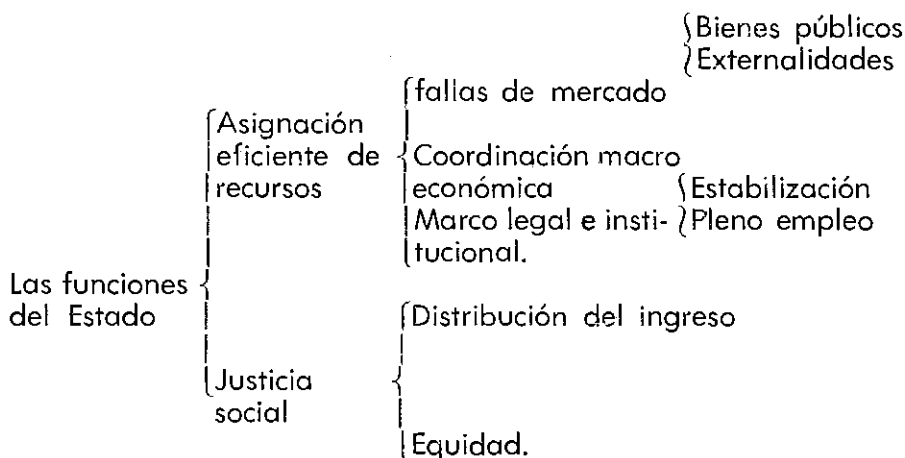 Bienes públicos
Externalidades
fallas de mercado
Asignación
eficiente de
recursos
Coordinación macro
económica
Estabilización
Marco legal e insti-
Pleno empleo
tucional.
Las funciones
del Estado
Distribución del ingreso
Justicia
social
Equidad.